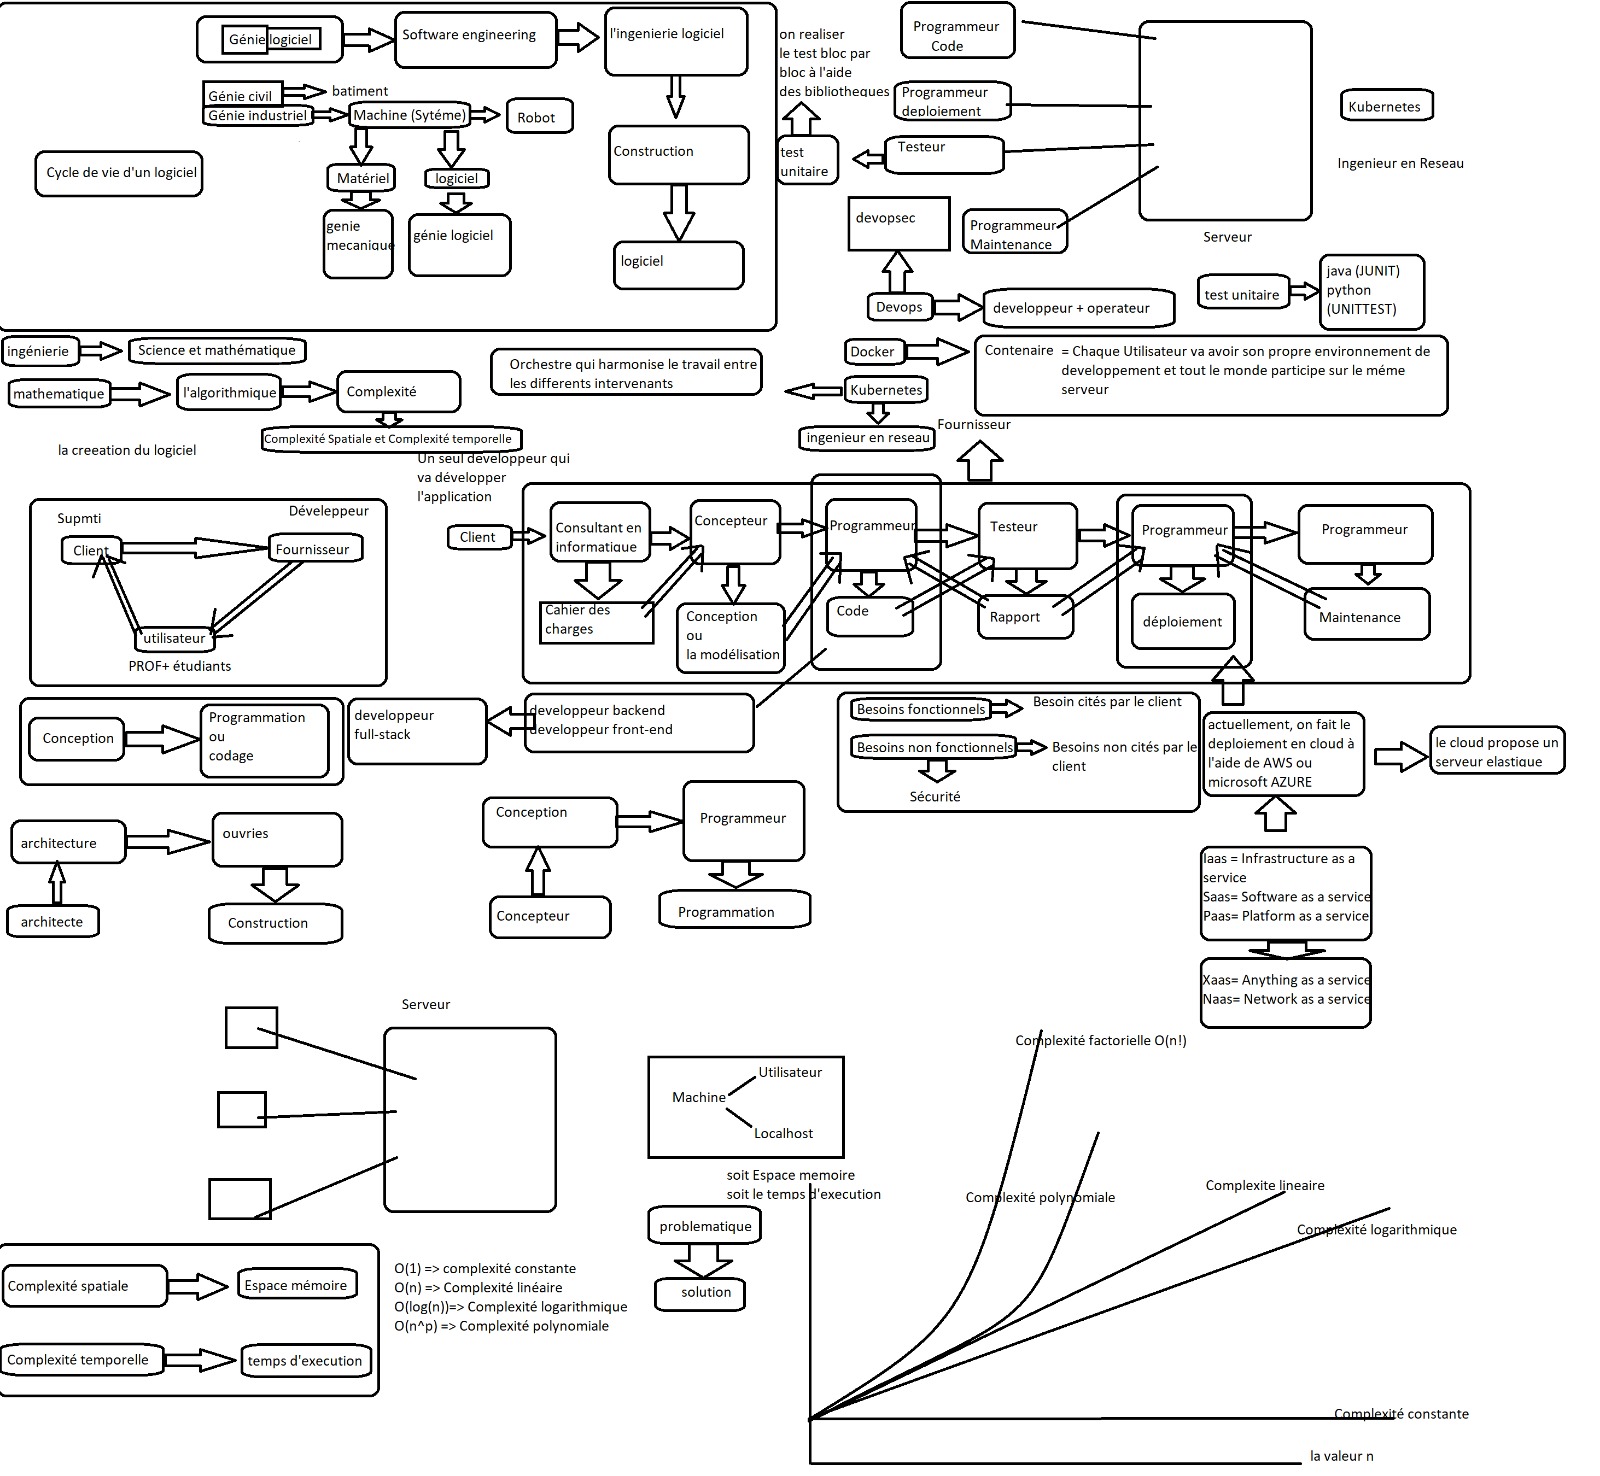 Génie logiciel
Software engineering
l'ingenierie logiciel
Génie civil
batiment
Génie industriel
Machine (Sytéme)
Robot
Construction
Cycle de vie d'un logiciel
Matériel
logiciel
genie
mecanique
génie logiciel
logiciel
on realiser
le test bloc par
bloc à l'aide
des bibliotheques
test
unitaire
Programmeur
Code
Programmeur
deploiement
Testeur
devopsec
Programmeur
Maintenance
Serveur
Kubernetes
Ingenieur en Reseau
Devops
developpeur + operateur
test unitaire
java (JUNIT)
python
(UNITTEST)
ingénierie
Science et mathématique
mathematique
l'algorithmique
Complexité
Complexité Spatiale et Complexité temporelle
Orchestre qui harmonise le travail entre
les differents intervenants
Docker
Contenaire = Chaque Utilisateur va avoir son propre environnement de
developpement et tout le monde participe sur le méme
serveur
Kubernetes
ingenieur en reseau
Fournisseur
la creeation du logiciel
Un seul developpeur qui
va développer
l'application
Supmti
Déveleppeur
Client
Fournisseur
utilisateur
PROF+ étudiants
Client
Consultant en
informatique
Concepteur
Programmeur
Testeur
Programmeur
Programmeur
Cahier des
charges
Conception
ou
la modélisation
Code
Rapport
déploiement
Maintenance
Conception
Programmation
ou
codage
developpeur
full-stack
developpeur backend
developpeur front-end
Besoins fonctionnels
Besoin cités par le client
Besoins non fonctionnels
Besoins non cités par le
client
Sécurité
actuellement, on fait le
deploiement en cloud à
l'aide de AWS ou
microsoft AZURE
le cloud propose un
serveur elastique
architecture
ouvries
architecte
Construction
Conception
Programmeur
Concepteur
Programmation
Iaas = Infrastructure as a
service
Saas= Software as a service
Paas= Platform as a service
Xaas= Anything as a service
Naas= Network as a service
Serveur
Machine
Utilisateur
Localhost
soit Espace memoire
soit le temps d'execution
problematique
solution
Complexité factorielle O(n!)
Complexité polynomiale
Complexite lineaire
Complexité logarithmique
Complexité constante
la valeur n
Complexité spatiale
Espace mémoire
Complexité temporelle
temps d'execution
O(1) => complexité constante
O(n) => Complexité linéaire
O(log(n))=> Complexité logarithmique
O(n^p) => Complexité polynomiale